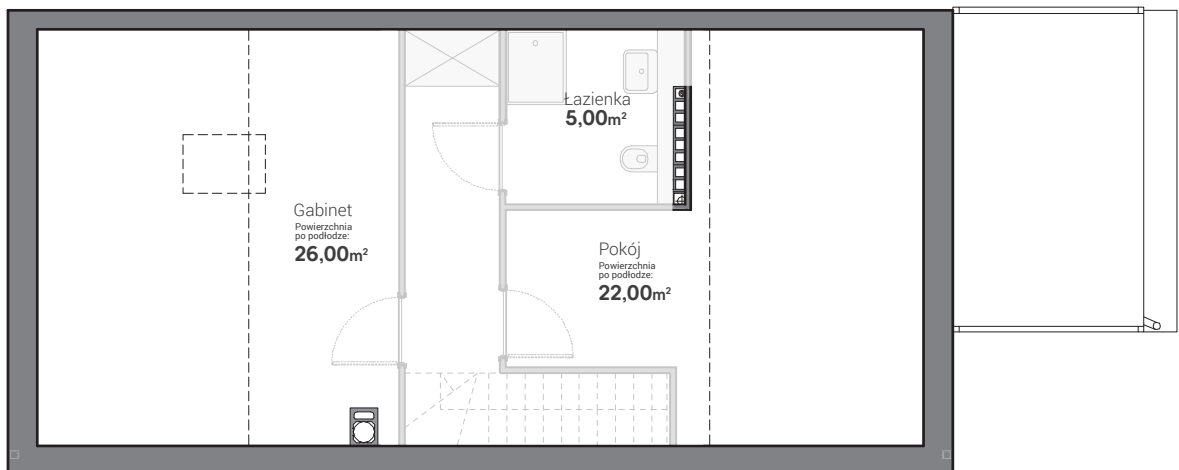 Łazienka
5,00m²
Gabinet
Powierzchnia
po podłodze:
26,00m²
Pokój
Powierzchnia
po podłodze:
22,00m²